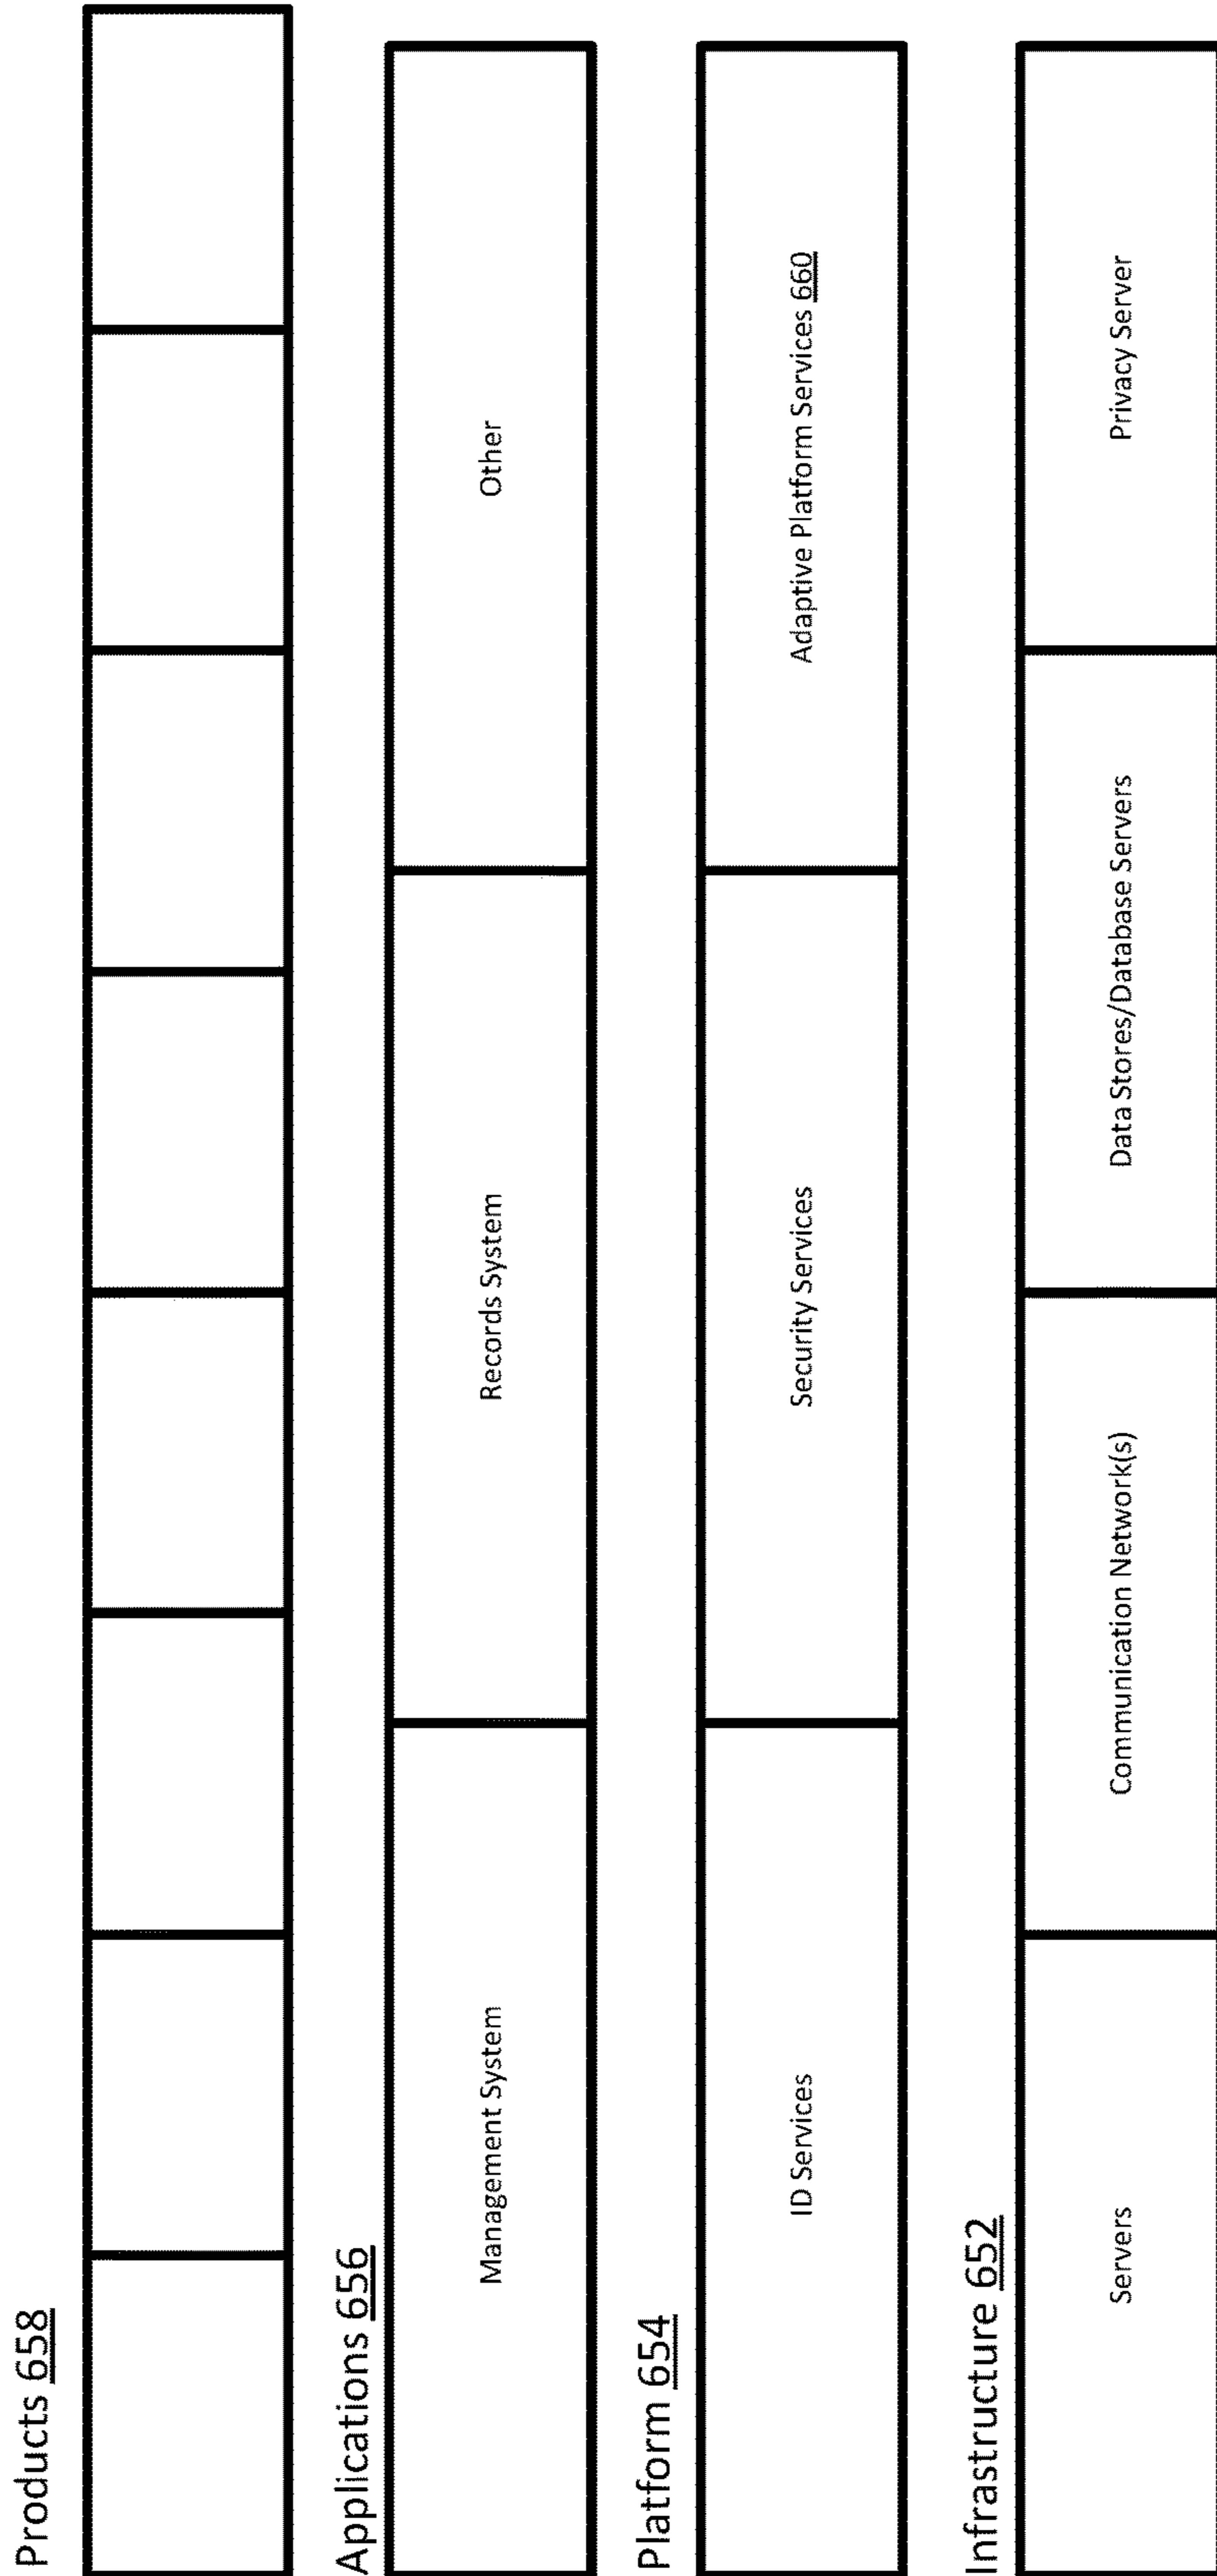 Products 658
Applications 656
Management System
Records System
Other
Platform 654
ID Services
Security Services
Adaptive Platform Services 660
Infrastructure 652
Servers
Communication Network(s)
Data Stores/Database Servers
Privacy Server